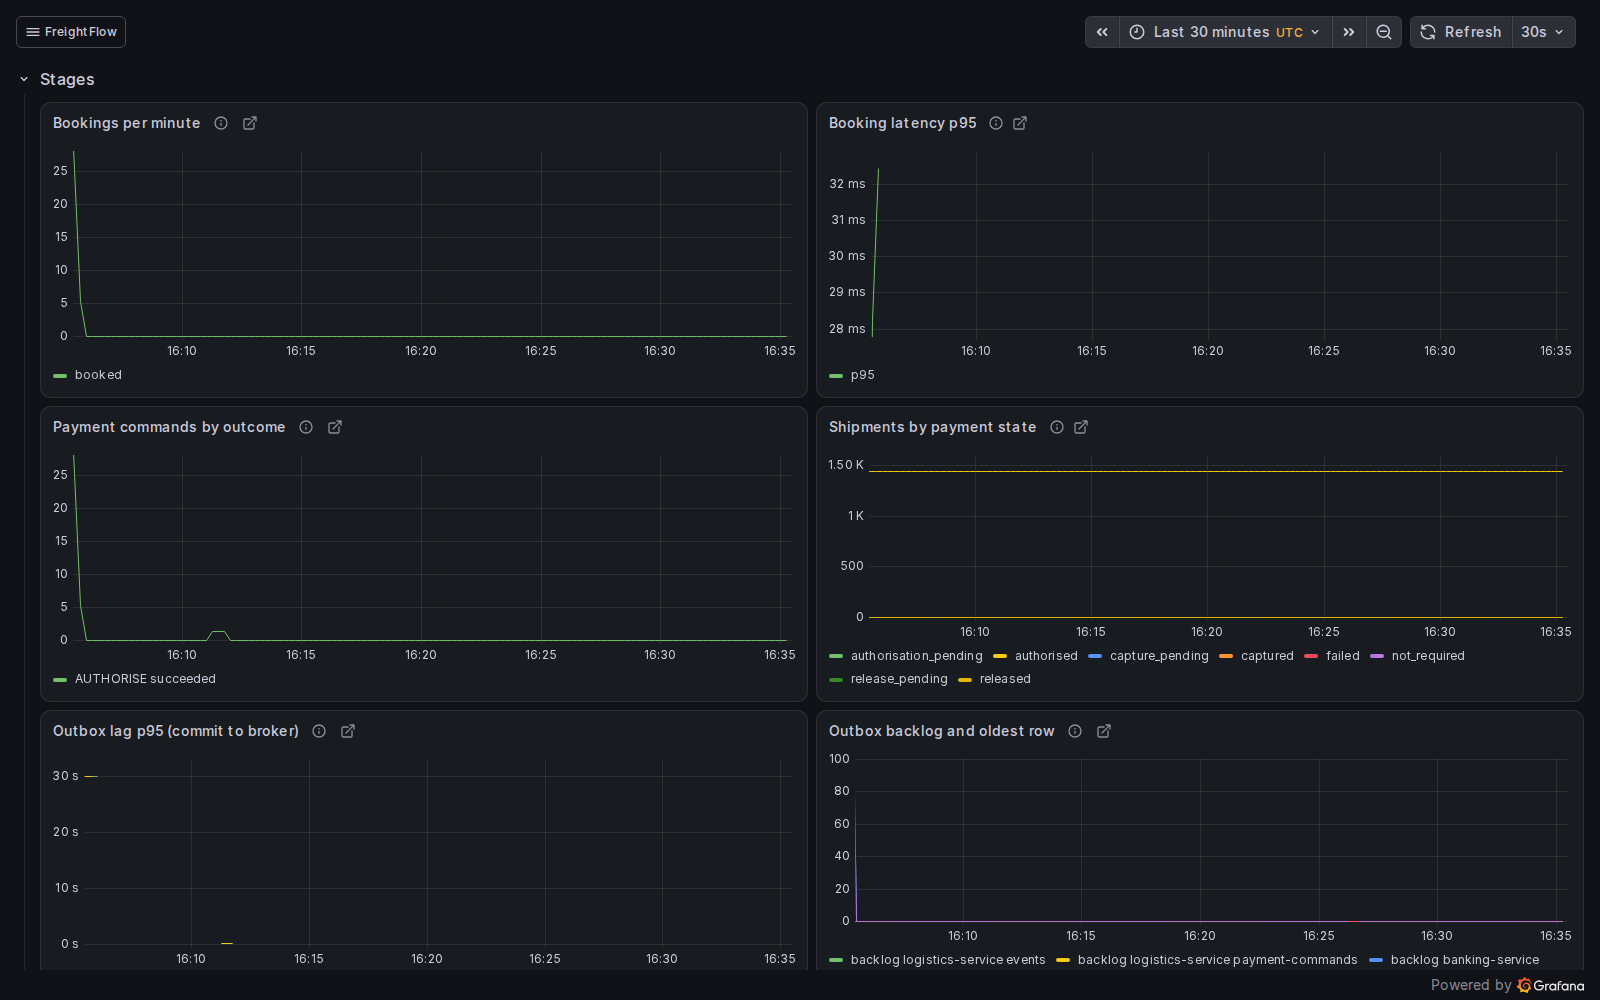 FreightFlow
Last 30 minutes UTC
Refresh
30s
Stages
Bookings per minute
25
20
15
10
5
0
16:10 16:15 16:20 16:25 16:30 16:35
booked
Booking latency p95
32 ms
31 ms
30 ms
29 ms
28 ms
16:10 16:15 16:20 16:25 16:30 16:35
p95
Payment commands by outcome
25
20
15
10
5
0
16:10 16:15 16:20 16:25 16:30 16:35
AUTHORISE succeeded
Shipments by payment state
1.50 K
1 K
500
0
16:10 16:15 16:20 16:25 16:30 16:35
authorisation_pending authorised capture_pending captured failed not_required
release_pending released
Outbox lag p95 (commit to broker)
30 s
20 s
10 s
0 s
16:10 16:15 16:20 16:25 16:30 16:35
Outbox backlog and oldest row
100
80
60
40
20
0
16:10 16:15 16:20 16:25 16:30 16:35
backlog logistics-service events backlog logistics-service payment-commands backlog banking-service
Powered by Grafana